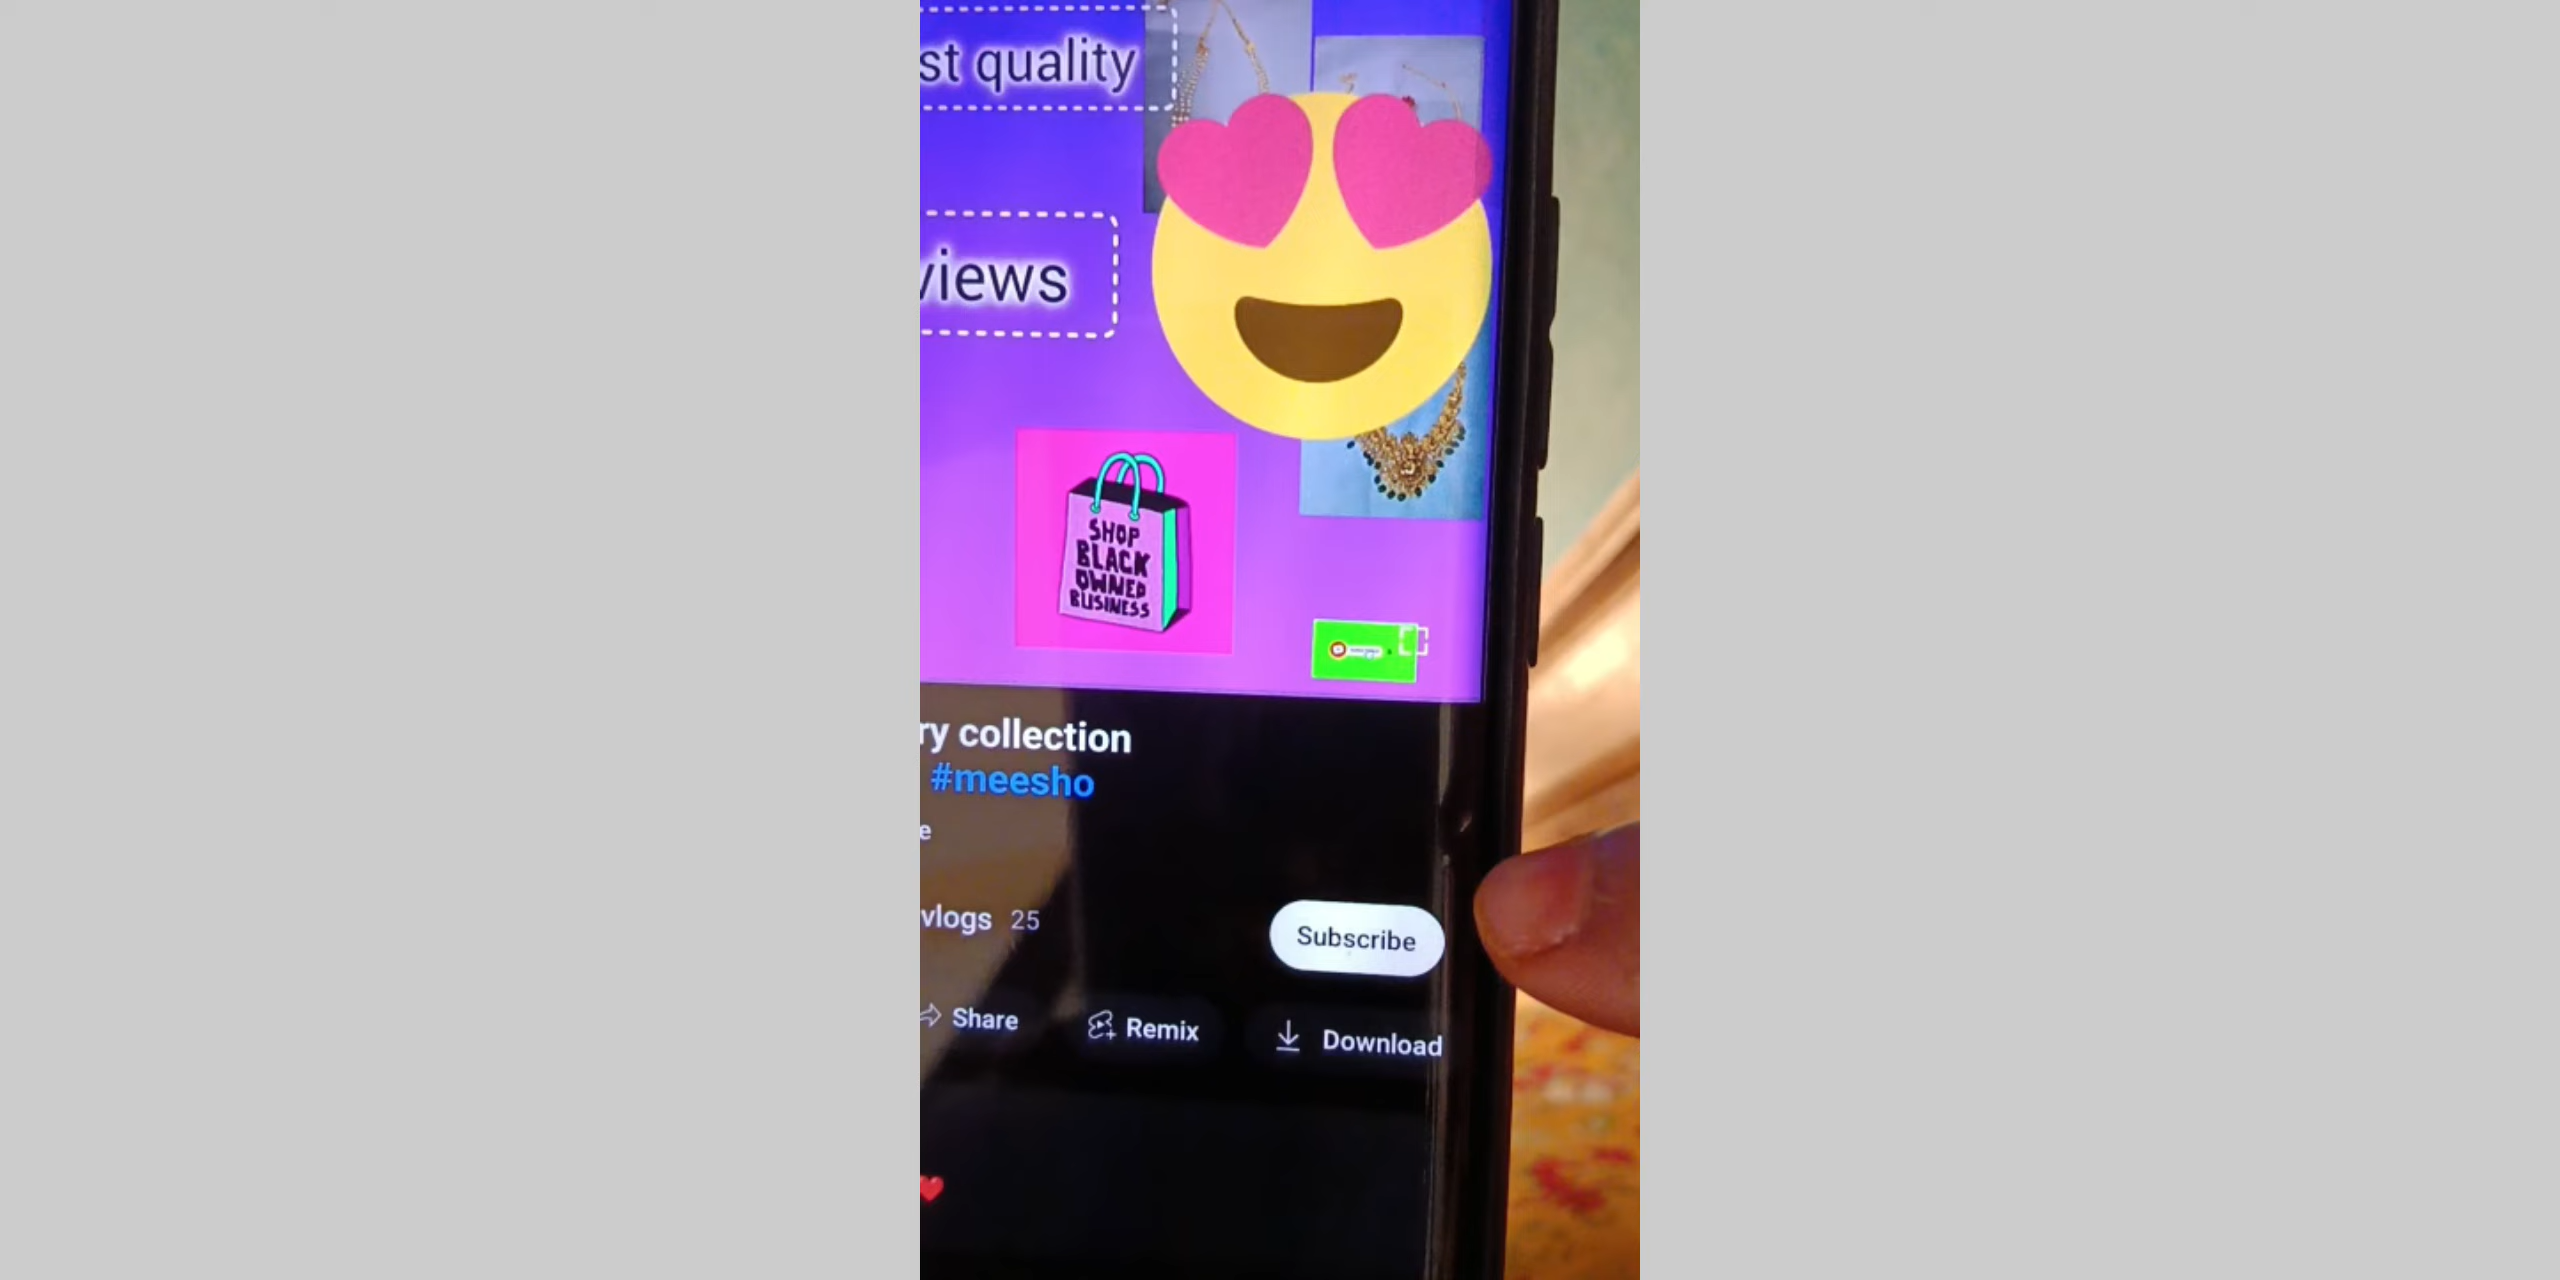 st quality
views
SHOP
BLACK
OWNED
BUSINESS
ry collection
#meesho
e
vlogs 25
Subscribe
Share
Remix
Download